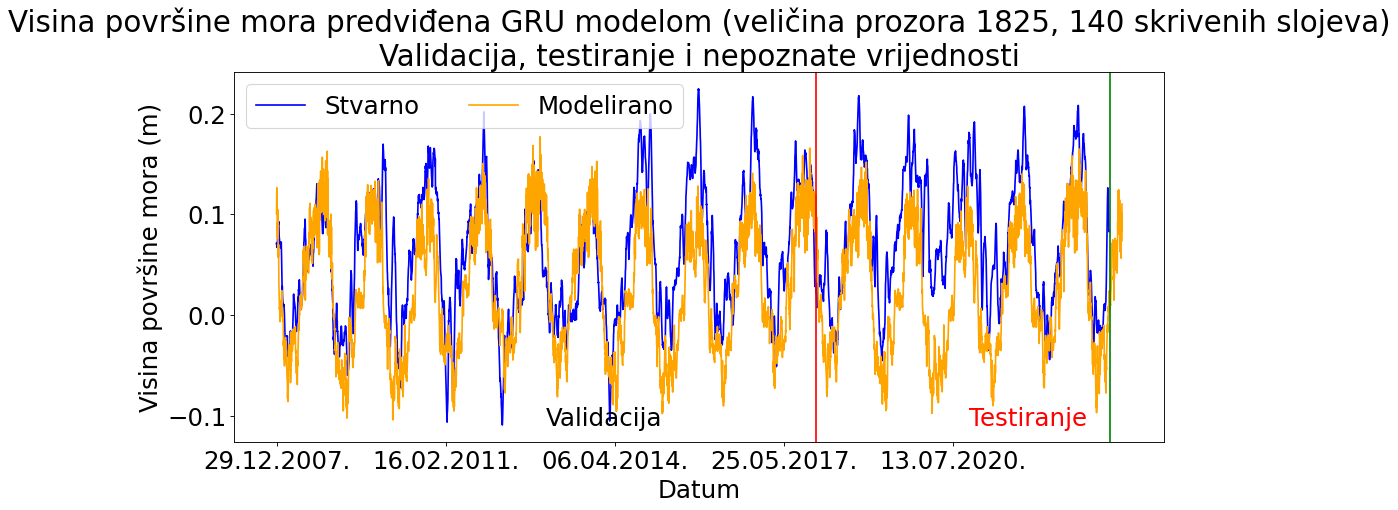 Visina površine mora predviđena GRU modelom (veličina prozora 1825, 140 skrivenih slojeva)
Validacija, testiranje i nepoznate vrijednosti
Stvarno
Modelirano
Visina površine mora (m)
0.2
0.1
0.0
−0.1
Validacija
Testiranje
29.12.2007.
16.02.2011.
06.04.2014.
25.05.2017.
13.07.2020.
Datum